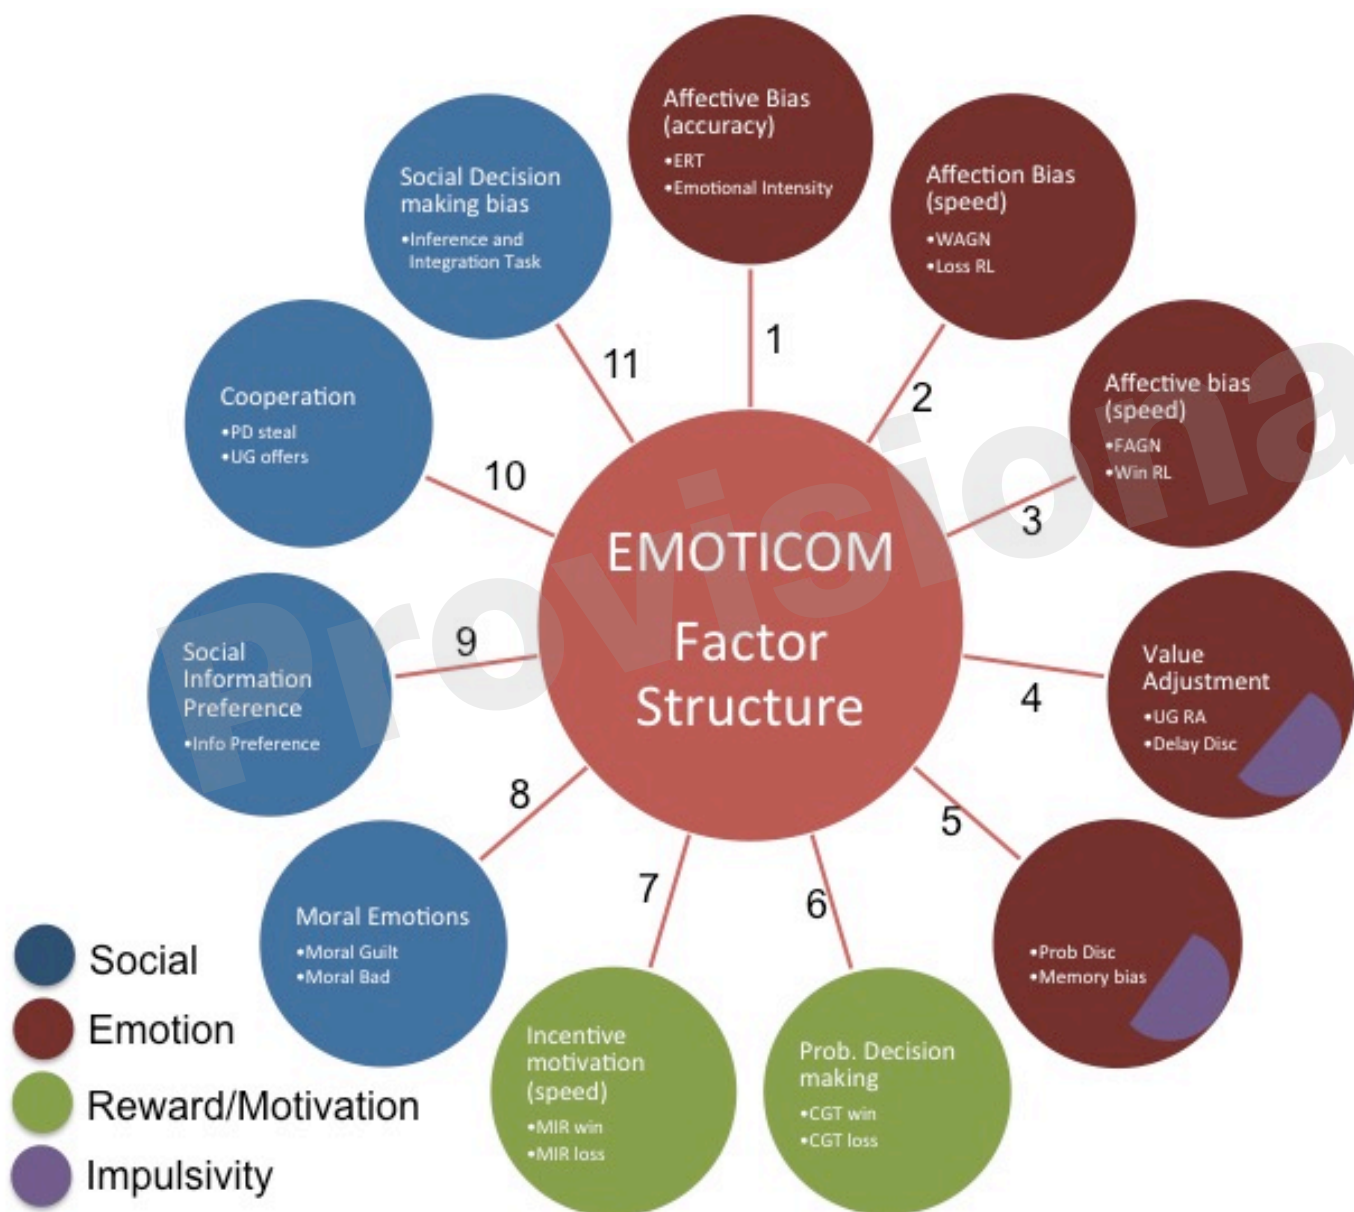 Affective Bias
(accuracy)
•ERT
•Emotional Intensity
Affection Bias
(speed)
•WAGN
•Loss RL
Affective bias
(speed)
•FAGN
•Win RL
Value
Adjustment
•UG RA
•Delay Disc
•Prob Disc
•Memory bias
Prob. Decision
making
•CGT win
•CGT loss
Incentive
motivation
(speed)
•MIR win
•MIR loss
Moral Emotions
•Moral Guilt
•Moral Bad
Social
Information
Preference
•Info Preference
Cooperation
•PD steal
•UG offers
Social Decision
making bias
•Inference and
Integration Task
1
2
3
4
5
6
7
8
9
10
11
EMOTICOM
Factor
Structure
Provisiona
Social
Emotion
Reward/Motivation
Impulsivity